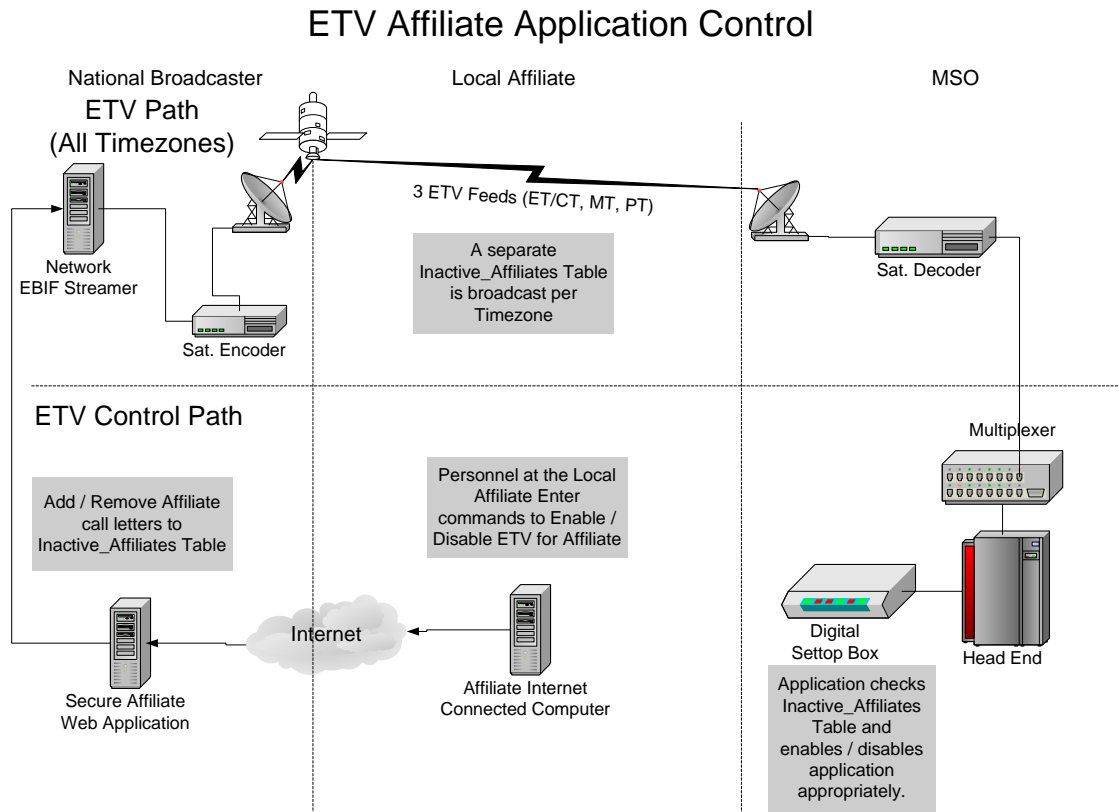 ETV Affiliate Application Control
National Broadcaster
Local Affiliate
MSO
ETV Path
(All Timezones)
3 ETV Feeds (ET/CT, MT, PT)
A separate
Inactive_Affiliates Table
is broadcast per
Timezone
Network
EBIF Streamer
Sat. Encoder
Sat. Decoder
ETV Control Path
Multiplexer
Add / Remove Affiliate
call letters to
Inactive_Affiliates Table
Personnel at the Local
Affiliate Enter
commands to Enable /
Disable ETV for Affiliate
Internet
Secure Affiliate
Web Application
Affiliate Internet
Connected Computer
Digital
Settop Box
Head End
Application checks
Inactive_Affiliates
Table and
enables / disables
application
appropriately.